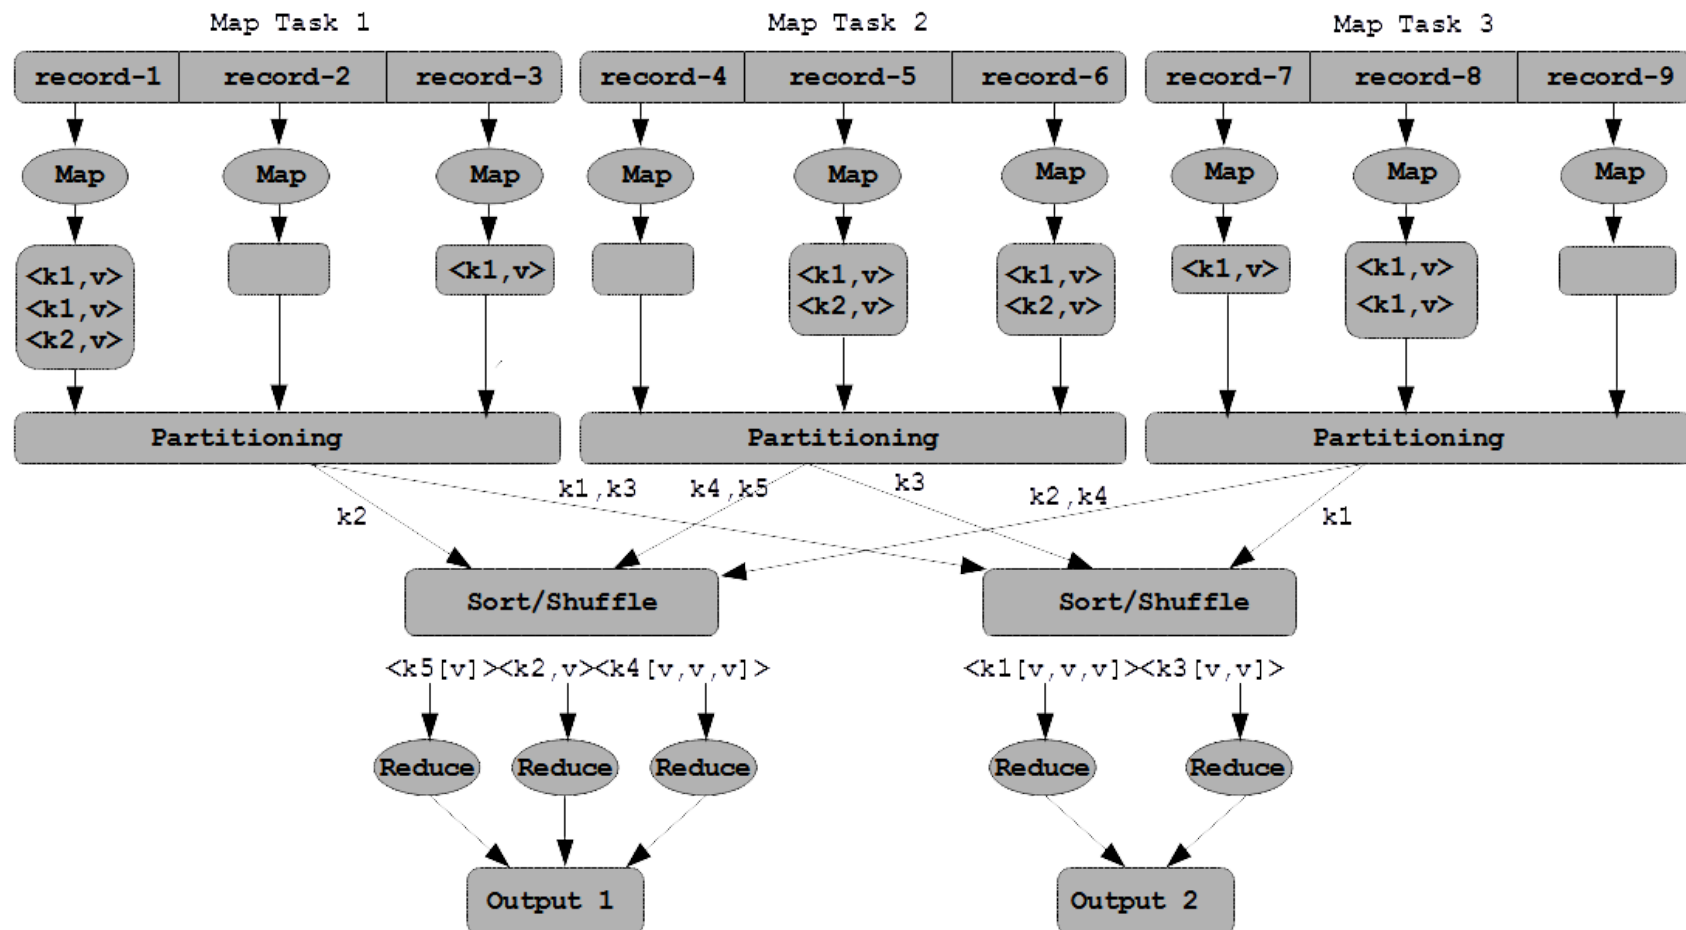 Map Task 1 Map Task 2 Map Task 3
record-1 record-2 record-3 record-4 record-5 record-6 record-7 record-8 record-9
Map Map Map Map Map Map Map Map Map
<k1,v>
<k1,v>
<k2,v>
<k1,v>
<k1,v>
<k2,v>
<k1,v>
<k2,v>
<k1,v>
<k1,v>
<k1,v>
Partitioning Partitioning Partitioning
k2
k1,k3
k4,k5
k3
k2,k4
k1
Sort/Shuffle Sort/Shuffle
<k5[v]><k2,v><k4[v,v,v]> <k1[v,v,v]><k3[v,v]>
Reduce Reduce Reduce Reduce Reduce
Output 1 Output 2